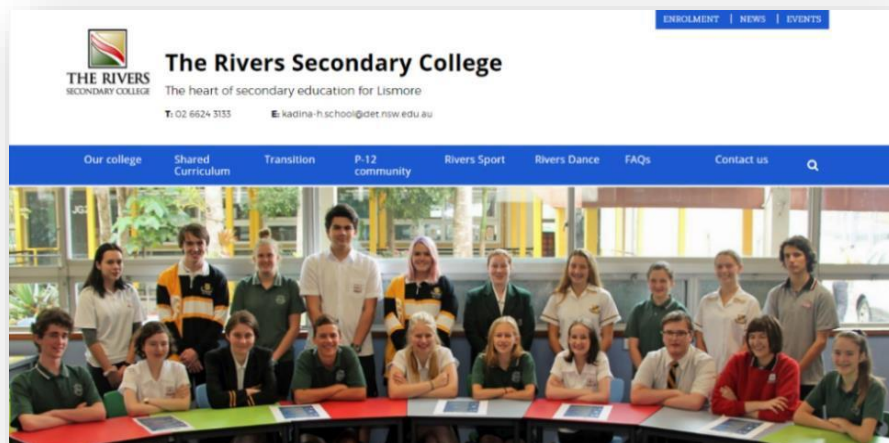 ENROLMENT | NEWS | EVENTS
THE RIVERS
SECONDARY COLLEGE
The Rivers Secondary College
The heart of secondary education for Lismore
T: 02 6624 3133 E: kadina-h.school@det.nsw.edu.au
Our college Shared Curriculum Transition P-12 community Rivers Sport Rivers Dance FAQs Contact us